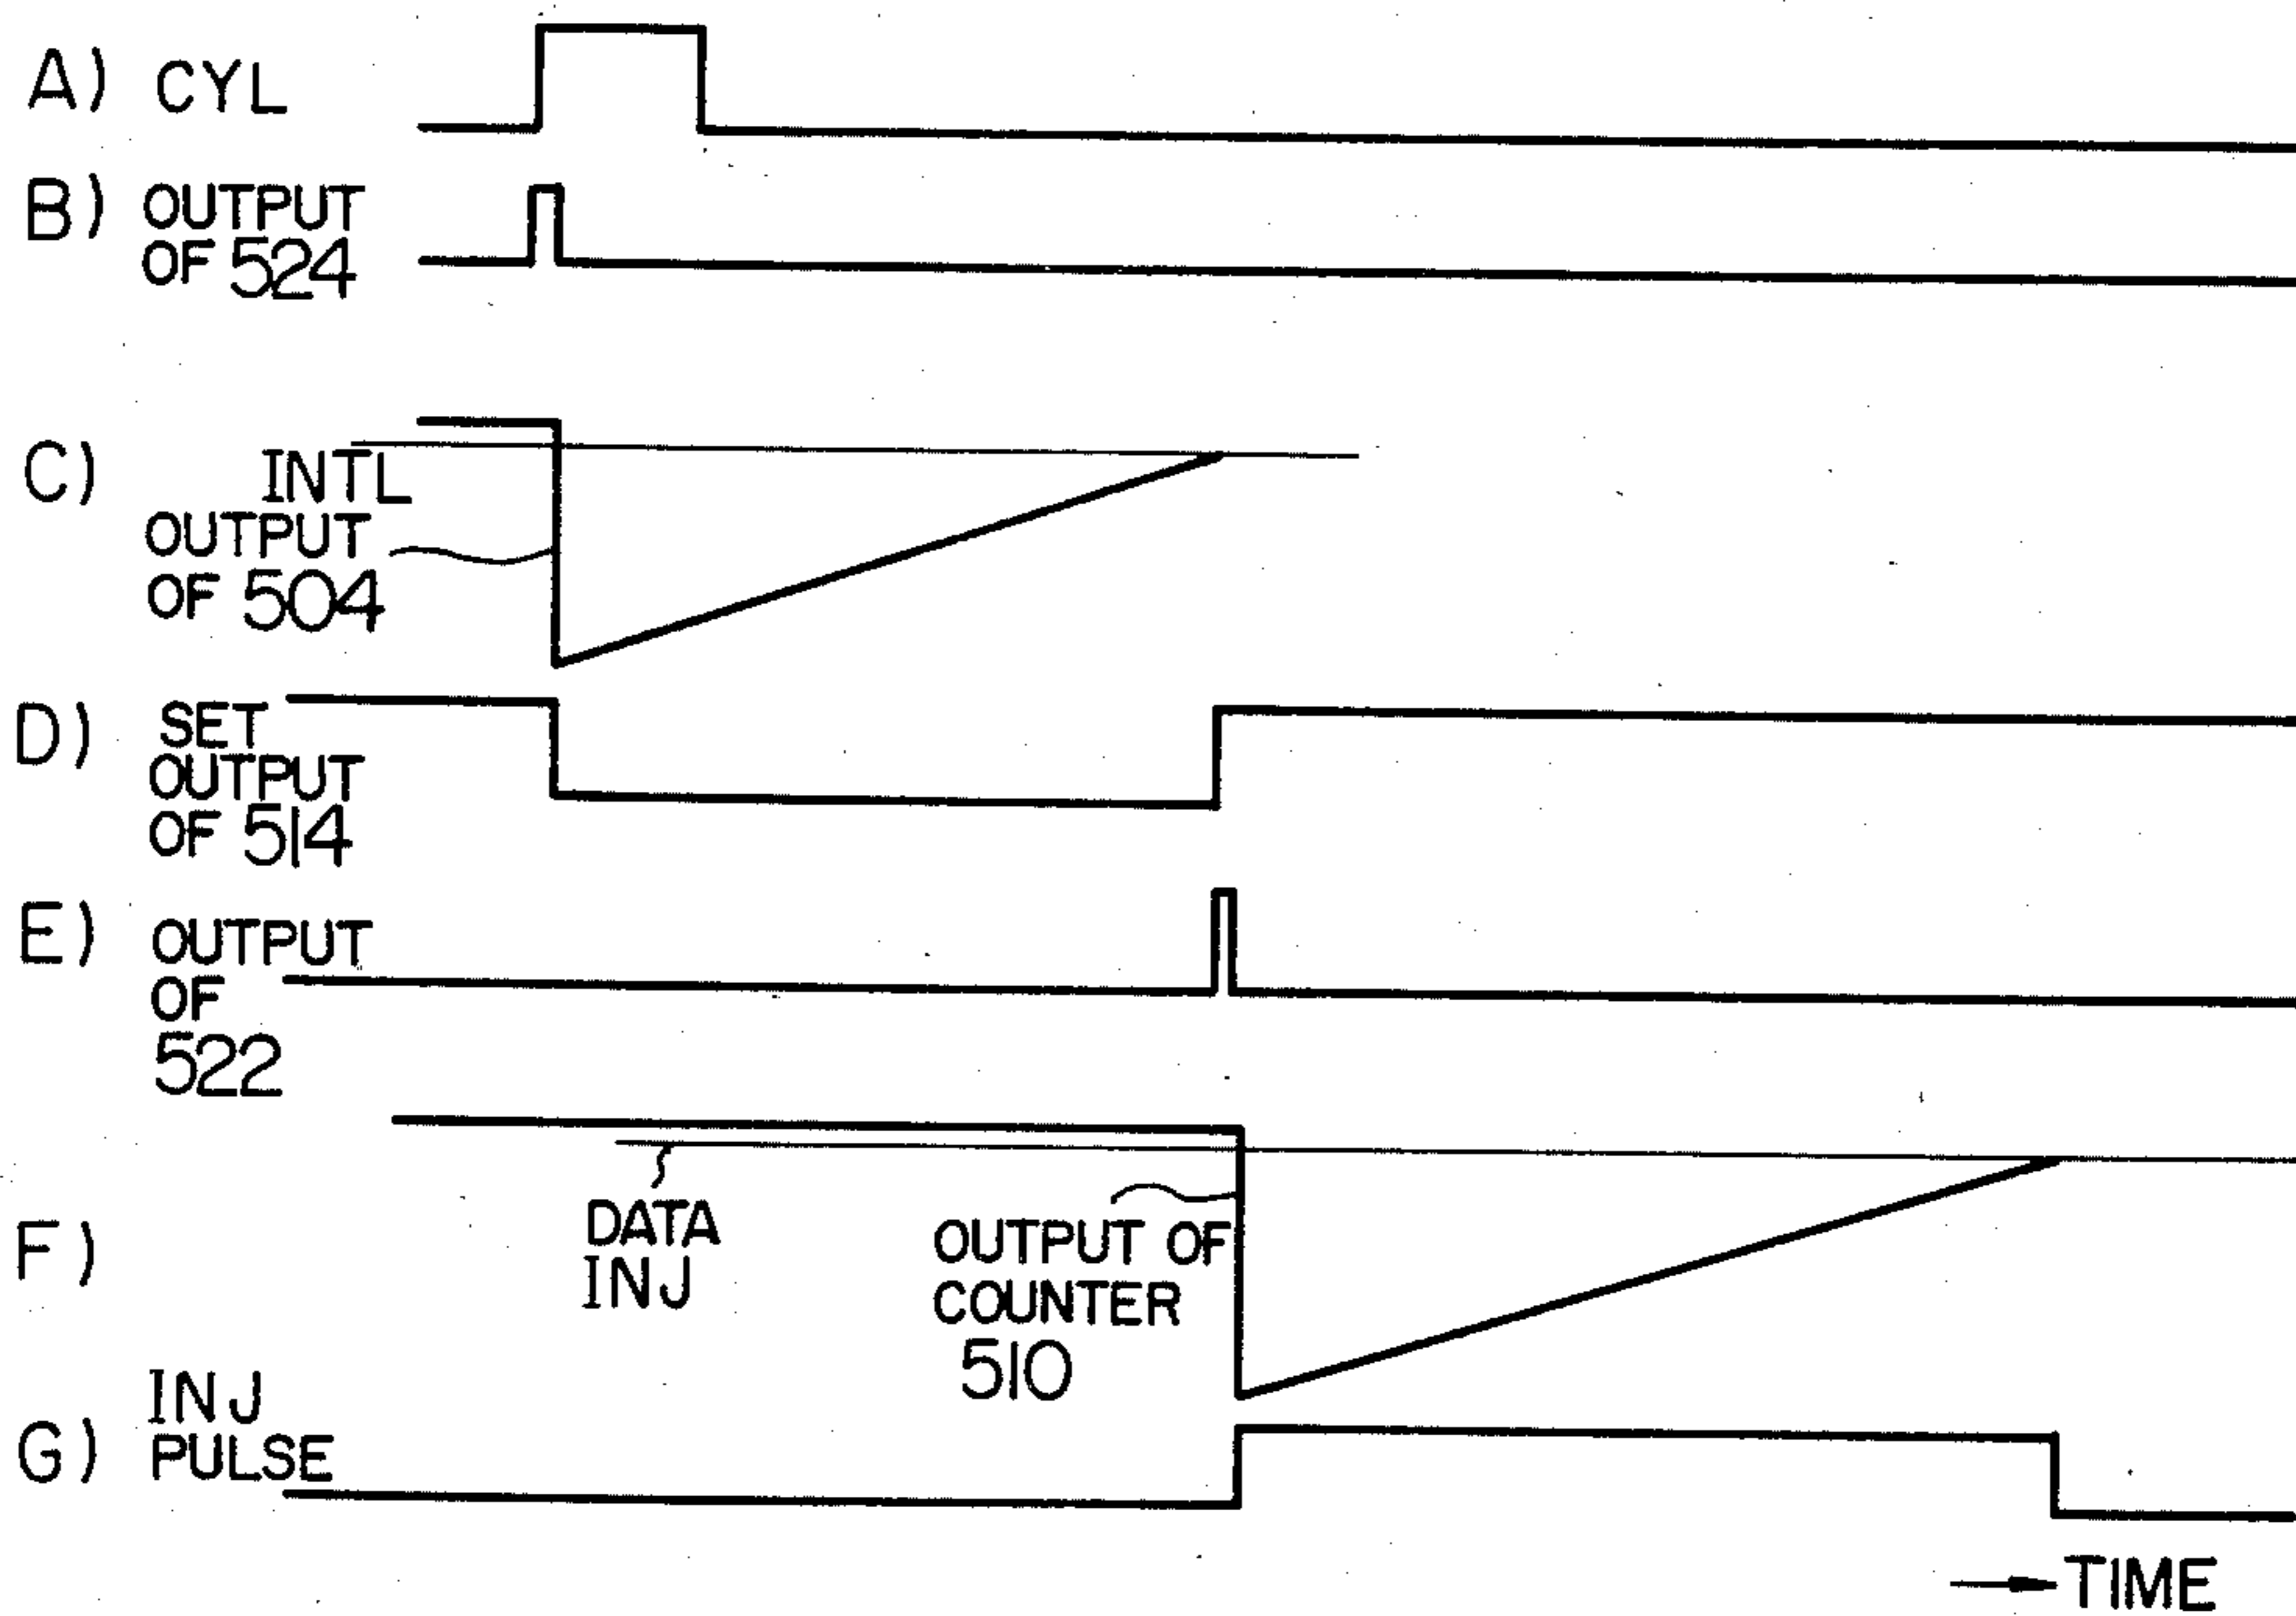 A) CYL
B) OUTPUT
OF 524
C) INTL
OUTPUT
OF 504
D) SET
OUTPUT
OF 514
E) OUTPUT
OF
522
F) DATA
INJ
OUTPUT OF
COUNTER
510
G) INJ
PULSE
TIME